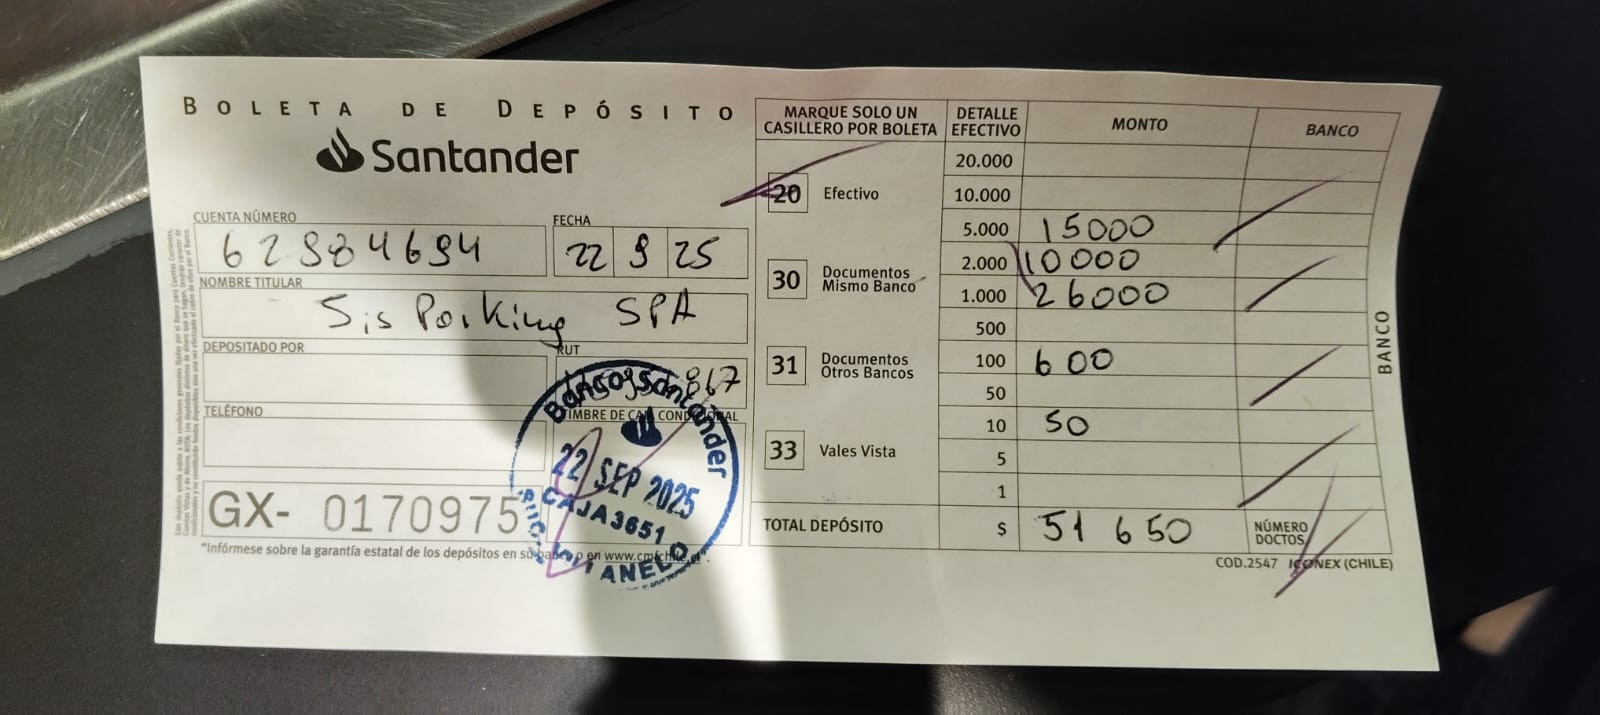 BOLETA DE DEPÓSITO
Santander
CUENTA NÚMERO
62984694
FECHA
22 9 25
NOMBRE TITULAR
Sis Parking SPA
DEPOSITADO POR
RUT
867
TELÉFONO
TIMBRE DE CAJA CONDICIONAL
Banco Santander
22 SEP 2025
CAJA 3651
GX- 0170975
"Infórmese sobre la garantía estatal de los depósitos en su banco o en www.cmfchile.cl".
MARQUE SOLO UN
CASILLERO POR BOLETA
20 Efectivo
30 Documentos
Mismo Banco
31 Documentos
Otros Bancos
33 Vales Vista
DETALLE
EFECTIVO
MONTO
BANCO
20.000
10.000
5.000 15000
2.000 10000
1.000 26000
500
100 600
50
10 50
5
1
TOTAL DEPÓSITO $ 51 650
NÚMERO
DOCTOS.
BANCO
COD.2547 ICONEX (CHILE)